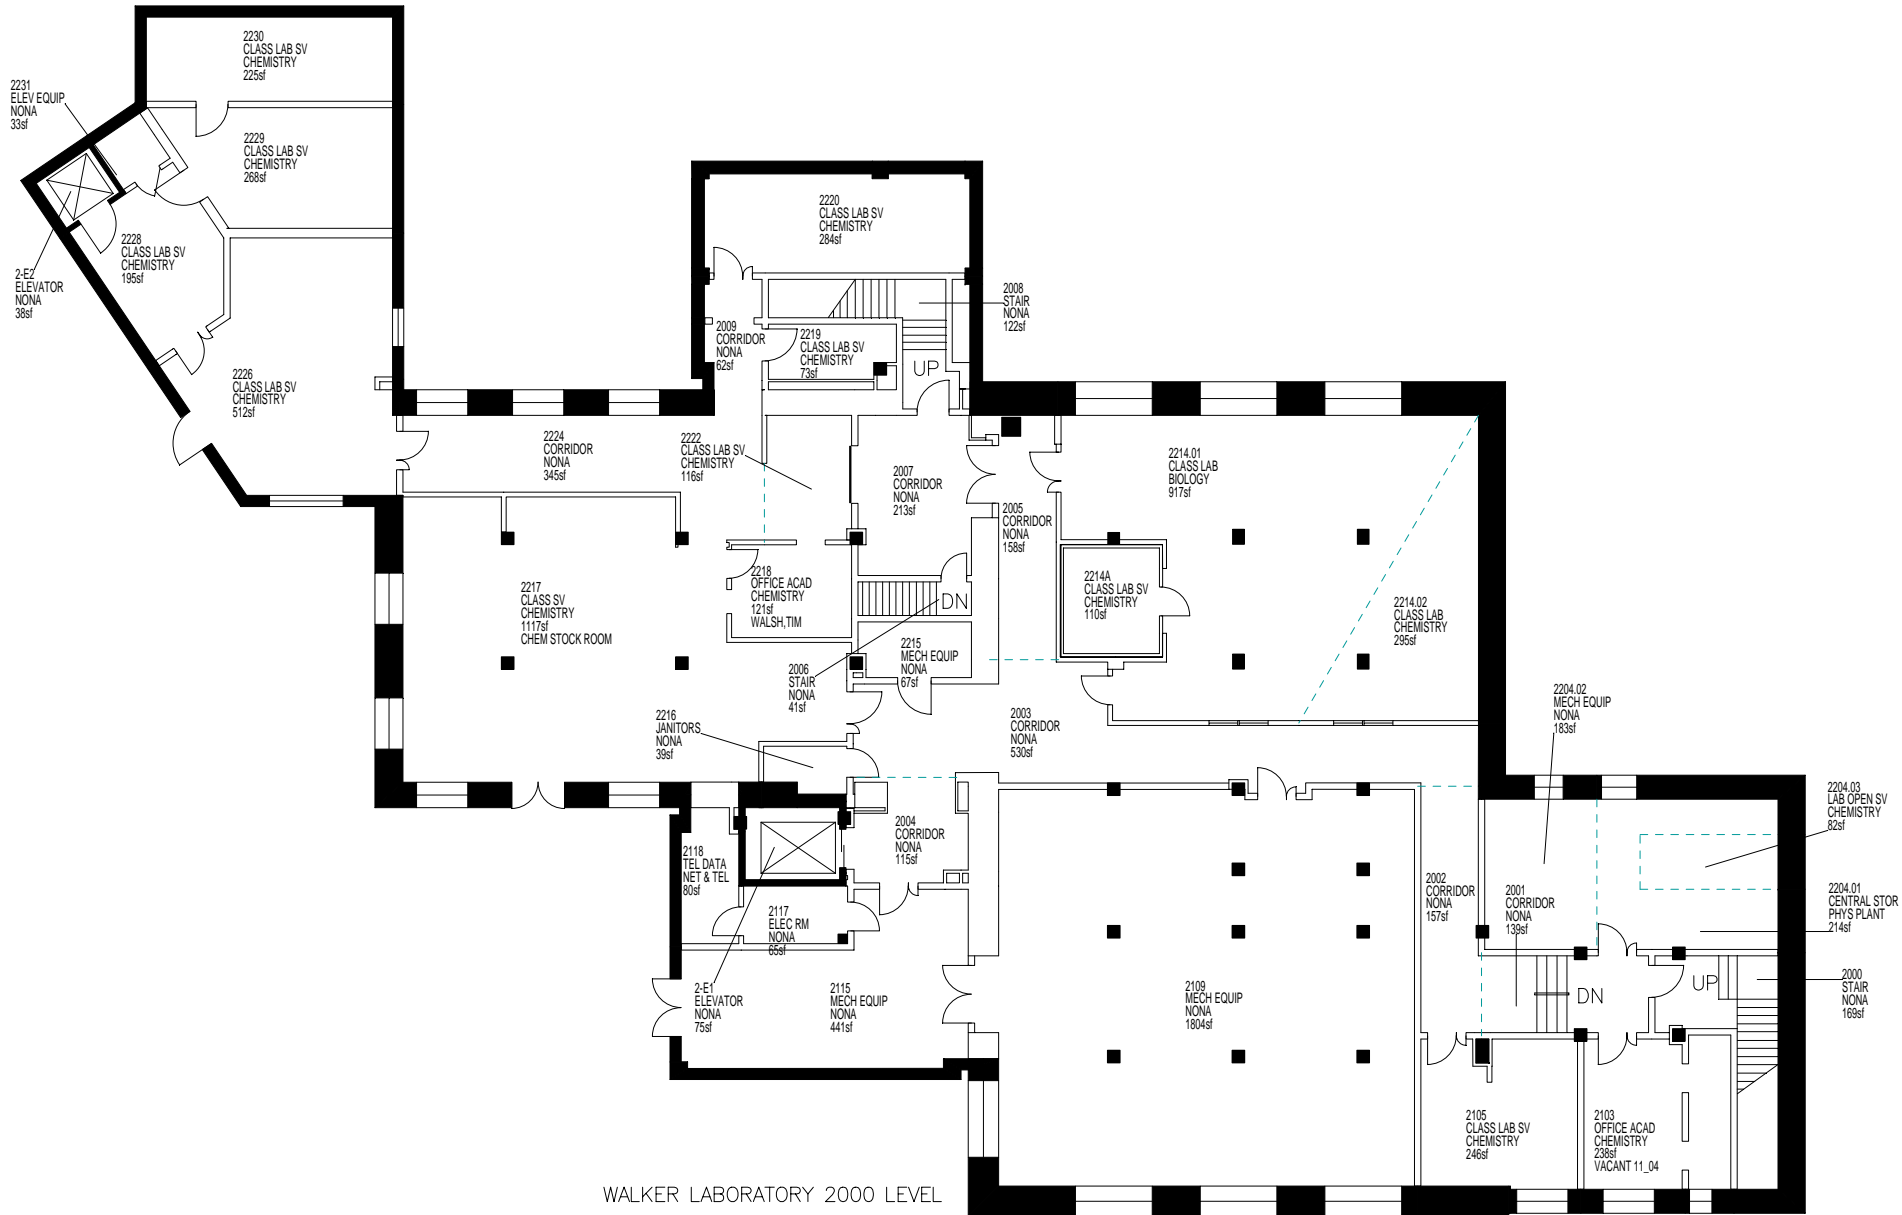 2230
CLASS LAB SV
CHEMISTRY
225sf
2231
ELEV EQUIP
NONA
33sf
2229
CLASS LAB SV
CHEMISTRY
268sf
2228
CLASS LAB SV
CHEMISTRY
195sf
2-E2
ELEVATOR
NONA
38sf
2226
CLASS LAB SV
CHEMISTRY
512sf
2220
CLASS LAB SV
CHEMISTRY
284sf
2008
STAIR
NONA
122sf
2009
CORRIDOR
NONA
62sf
2219
CLASS LAB SV
CHEMISTRY
73sf
UP
2224
CORRIDOR
NONA
345sf
2222
CLASS LAB SV
CHEMISTRY
116sf
2007
CORRIDOR
NONA
213sf
2005
CORRIDOR
NONA
158sf
2214.01
CLASS LAB
BIOLOGY
917sf
2214A
CLASS LAB SV
CHEMISTRY
110sf
2214.02
CLASS LAB
CHEMISTRY
295sf
2217
CLASS SV
CHEMISTRY
1117sf
CHEM STOCK ROOM
2218
OFFICE ACAD
CHEMISTRY
121sf
WALSH,TIM
DN
2215
MECH EQUIP
NONA
67sf
2006
STAIR
NONA
41sf
2216
JANITORS
NONA
39sf
2003
CORRIDOR
NONA
530sf
2204.02
MECH EQUIP
NONA
183sf
2204.03
LAB OPEN SV
CHEMISTRY
82sf
2204.01
CENTRAL STOR
PHYS PLANT
214sf
2004
CORRIDOR
NONA
115sf
2118
TEL DATA
NET & TEL
80sf
2117
ELEC RM
NONA
65sf
2-E1
ELEVATOR
NONA
75sf
2115
MECH EQUIP
NONA
441sf
2109
MECH EQUIP
NONA
1804sf
2002
CORRIDOR
NONA
157sf
2001
CORRIDOR
NONA
139sf
DN
UP
2000
STAIR
NONA
169sf
2105
CLASS LAB SV
CHEMISTRY
246sf
2103
OFFICE ACAD
CHEMISTRY
238sf
VACANT 11_04
WALKER LABORATORY 2000 LEVEL